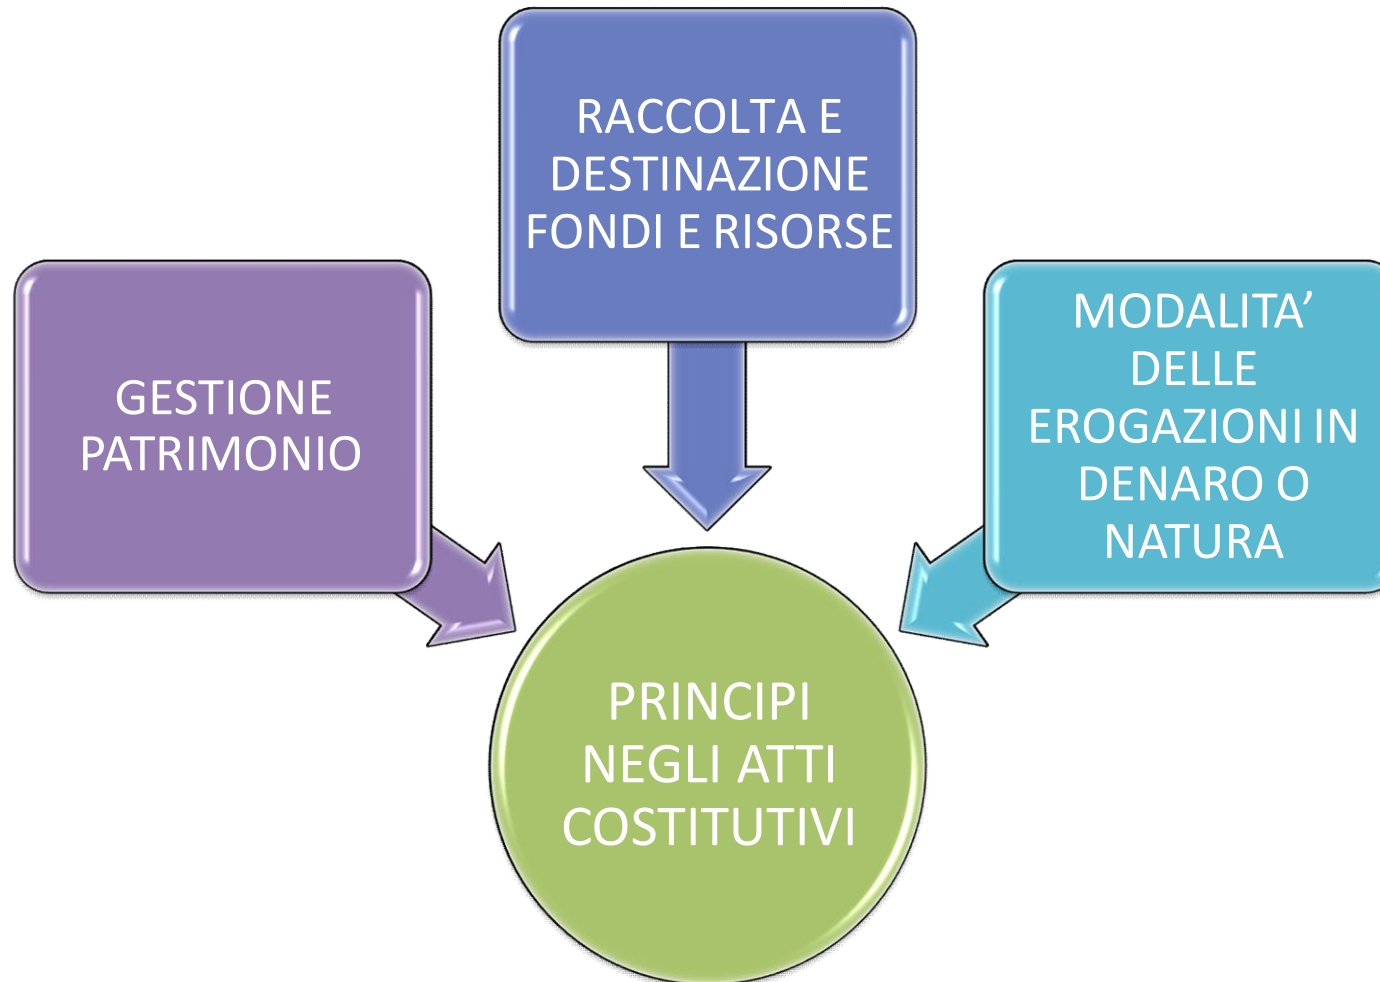 RACCOLTA E
DESTINAZIONE
FONDI E RISORSE
GESTIONE
PATRIMONIO
MODALITA’
DELLE
EROGAZIONI IN
DENARO O
NATURA
PRINCIPI
NEGLI ATTI
COSTITUTIVI